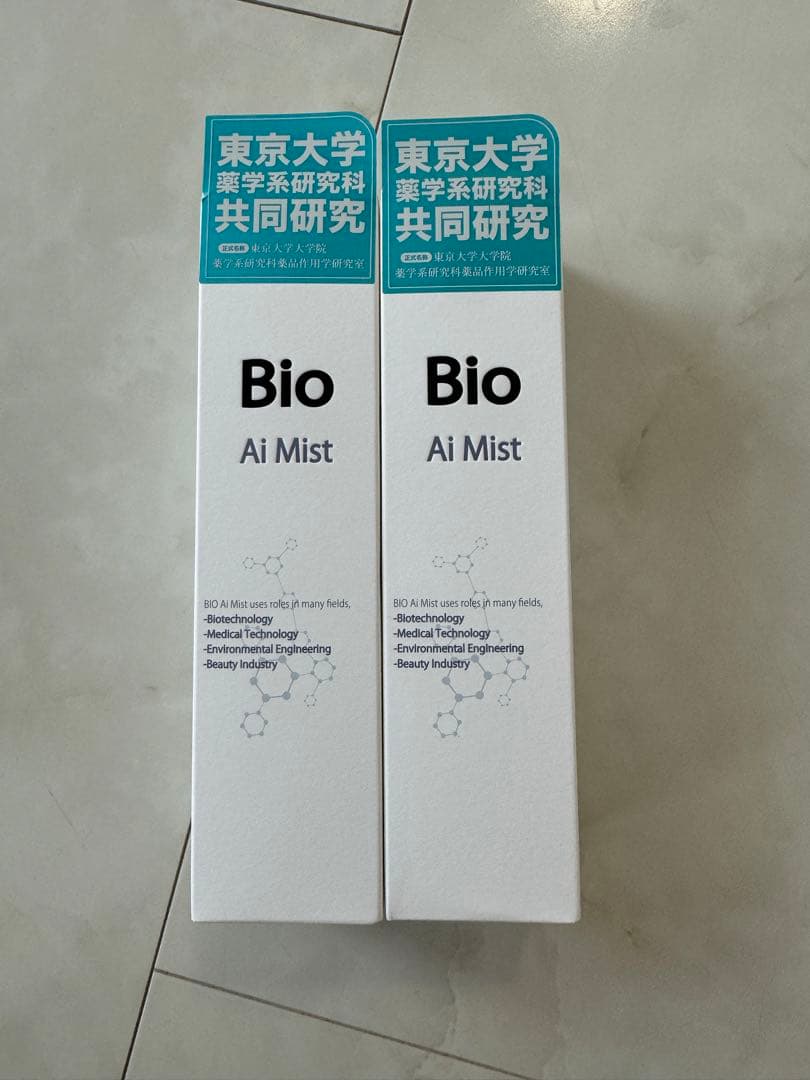 東京大学
薬学系研究科
共同研究
正式名称 東京大学大学院
薬学系研究科薬品作用学研究室
Bio
Ai Mist
BIO Ai Mist uses roles in many fields,
-Biotechnology
-Medical Technology
-Environmental Engineering
-Beauty Industry
東京大学
薬学系研究科
共同研究
正式名称 東京大学大学院
薬学系研究科薬品作用学研究室
Bio
Ai Mist
BIO Ai Mist uses roles in many fields,
-Biotechnology
-Medical Technology
-Environmental Engineering
-Beauty Industry